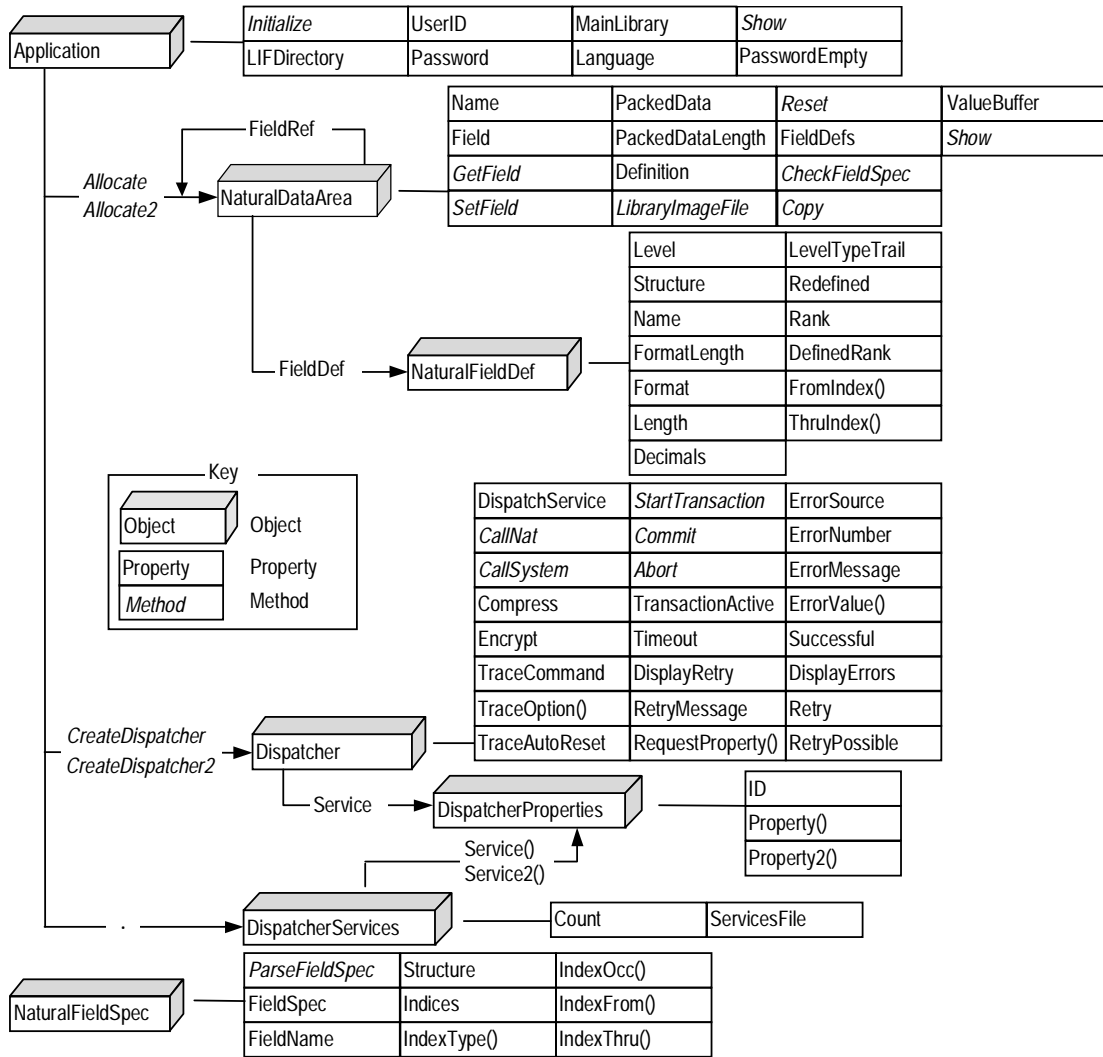 Application
Initialize UserID MainLibrary Show
LIFDirectory Password Language PasswordEmpty
Name PackedData Reset ValueBuffer
Field PackedDataLength FieldDefs Show
GetField Definition CheckFieldSpec
SetField LibraryImageFile Copy
FieldRef
Allocate
Allocate2
NaturalDataArea
Level LevelTypeTrail
Structure Redefined
Name Rank
FormatLength DefinedRank
Format FromIndex()
Length ThruIndex()
Decimals
FieldDef
NaturalFieldDef
Key
Object Object
Property Property
Method Method
DispatchService StartTransaction ErrorSource
CallNat Commit ErrorNumber
CallSystem Abort ErrorMessage
Compress TransactionActive ErrorValue()
Encrypt Timeout Successful
TraceCommand DisplayRetry DisplayErrors
TraceOption() RetryMessage Retry
TraceAutoReset RequestProperty() RetryPossible
CreateDispatcher
CreateDispatcher2
Dispatcher
Service
DispatcherProperties
ID
Property()
Property2()
Service()
Service2()
.
DispatcherServices
Count ServicesFile
NaturalFieldSpec
ParseFieldSpec Structure IndexOcc()
FieldSpec Indices IndexFrom()
FieldName IndexType() IndexThru()